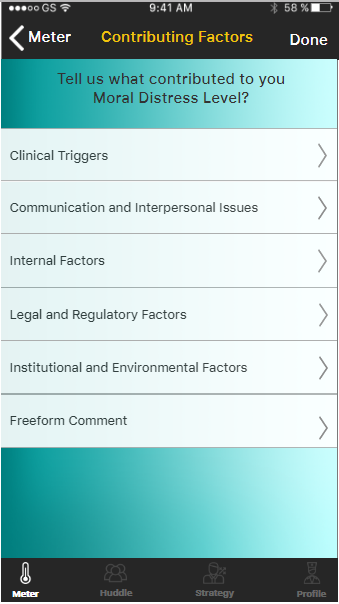 GS 9:41 AM 58 %
Meter Contributing Factors Done
Tell us what contributed to you
Moral Distress Level?
Clinical Triggers
Communication and Interpersonal Issues
Internal Factors
Legal and Regulatory Factors
Institutional and Environmental Factors
Freeform Comment
Meter Huddle Strategy Profile